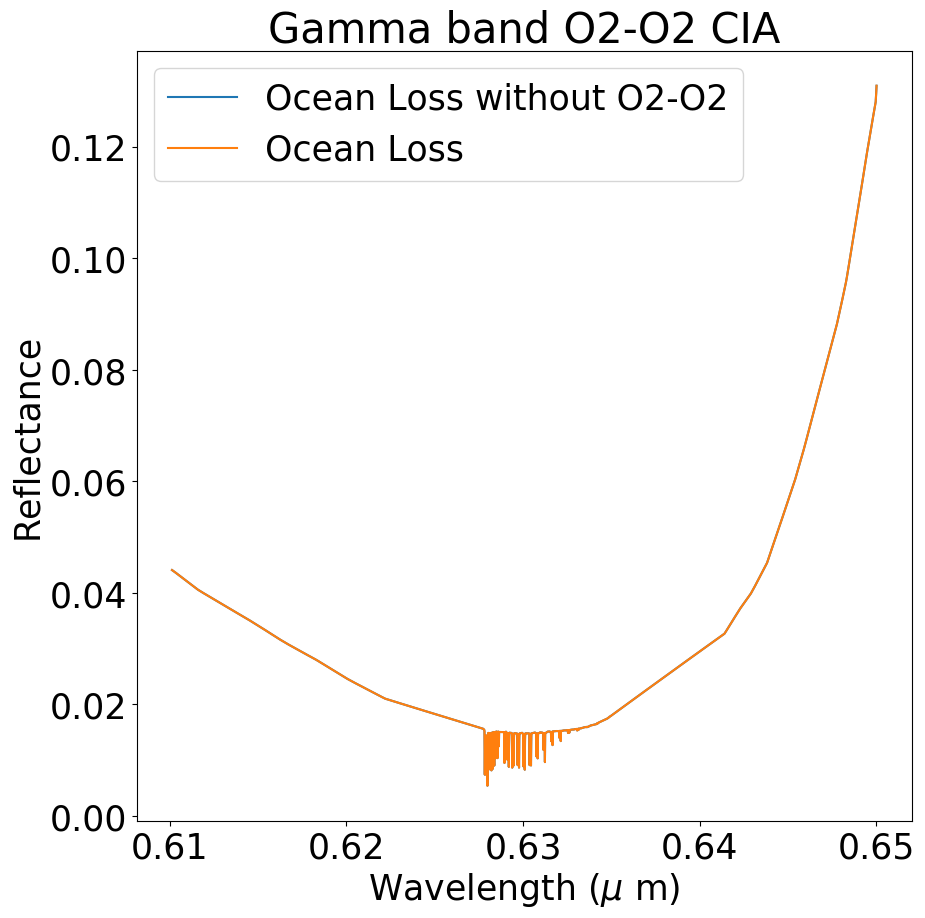 Gamma band O2-O2 CIA
Ocean Loss without O2-O2
Ocean Loss
Reflectance
0.12
0.10
0.08
0.06
0.04
0.02
0.00
0.61 0.62 0.63 0.64 0.65
Wavelength (μ m)